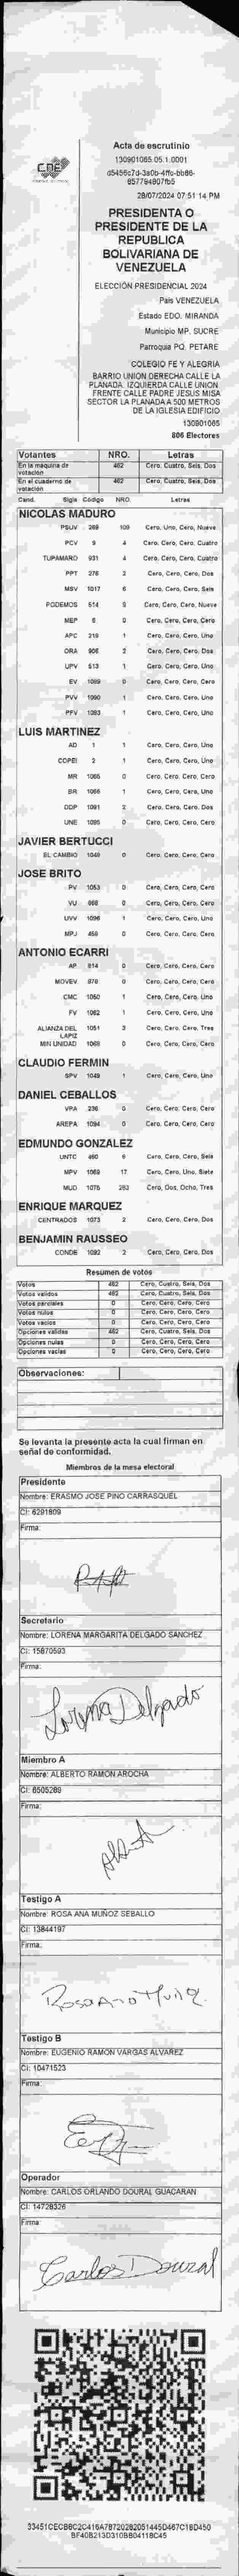 CNE
Acta de escrutinio
130901065.05.1.0001
28/07/2024 07:51:14 PM
PRESIDENTA O
PRESIDENTE DE LA
REPUBLICA
BOLIVARIANA DE
VENEZUELA
ELECCIÓN PRESIDENCIAL 2024
País VENEZUELA
Estado EDO. MIRANDA
Municipio MP. SUCRE
Parroquia PQ. PETARE
COLEGIO FE Y ALEGRIA
BARRIO UNION DERECHA CALLE LA
PLANADA. IZQUIERDA CALLE UNION.
FRENTE CALLE PADRE JESUS MISA
SECTOR LA PLANADA A 500 METROS
DE LA IGLESIA EDIFICIO
130901065
806 Electores
Votantes NRO. Letras
En la máquina de votación 462 Cero, Cuatro, Seis, Dos
En el cuaderno de votación 462 Cero, Cuatro, Seis, Dos
Cand. Sigla Código NRO. Letras
NICOLAS MADURO
PSUV 109 Cero, Uno, Cero, Nueve
PCV 9 4 Cero, Cero, Cero, Cuatro
TUPAMARO 931 4 Cero, Cero, Cero, Cuatro
PPT 2 Cero, Cero, Cero, Dos
MSV 1017 6 Cero, Cero, Cero, Seis
PODEMOS 514 9 Cero, Cero, Cero, Nueve
MEP 0 Cero, Cero, Cero, Cero
APC 219 1 Cero, Cero, Cero, Uno
ORA 906 2 Cero, Cero, Cero, Dos
UPV 513 1 Cero, Cero, Cero, Uno
EV 1089 0 Cero, Cero, Cero, Cero
PVV 1090 1 Cero, Cero, Cero, Uno
PFV 1093 1 Cero, Cero, Cero, Uno
LUIS MARTINEZ
AD 1 1 Cero, Cero, Cero, Uno
COPEI 2 1 Cero, Cero, Cero, Uno
MR 1065 0 Cero, Cero, Cero, Cero
BR 1066 1 Cero, Cero, Cero, Uno
DDP 1091 2 Cero, Cero, Cero, Dos
UNE 1095 0 Cero, Cero, Cero, Cero
JAVIER BERTUCCI
EL CAMBIO 1048 0 Cero, Cero, Cero, Cero
JOSE BRITO
PV 1053 0 Cero, Cero, Cero, Cero
VU 0 Cero, Cero, Cero, Cero
UVV 1096 1 Cero, Cero, Cero, Uno
MPJ 0 Cero, Cero, Cero, Cero
ANTONIO ECARRI
AP 814 0 Cero, Cero, Cero, Cero
MOVEV 978 0 Cero, Cero, Cero, Cero
CMC 1050 1 Cero, Cero, Cero, Uno
FV 1062 1 Cero, Cero, Cero, Uno
ALIANZA DEL LAPIZ 1051 3 Cero, Cero, Cero, Tres
MIN UNIDAD 1068 0 Cero, Cero, Cero, Cero
CLAUDIO FERMIN
SPV 1049 1 Cero, Cero, Cero, Uno
DANIEL CEBALLOS
VPA 236 0 Cero, Cero, Cero, Cero
AREPA 1094 0 Cero, Cero, Cero, Cero
EDMUNDO GONZALEZ
UNTC 6 Cero, Cero, Cero, Seis
MPV 1069 17 Cero, Cero, Uno, Siete
MUD 1075 283 Cero, Dos, Ocho, Tres
ENRIQUE MARQUEZ
CENTRADOS 1073 2 Cero, Cero, Cero, Dos
BENJAMIN RAUSSEO
CONDE 1092 2 Cero, Cero, Cero, Dos
Resúmen de votos
Votos 462 Cero, Cuatro, Seis, Dos
Votos validos 462 Cero, Cuatro, Seis, Dos
Votos parciales 0 Cero, Cero, Cero, Cero
Votos nulos 0 Cero, Cero, Cero, Cero
Votos vacios 0 Cero, Cero, Cero, Cero
Opciones validas 462 Cero, Cuatro, Seis, Dos
Opciones nulas 0 Cero, Cero, Cero, Cero
Opciones vacias 0 Cero, Cero, Cero, Cero
Observaciones:
Se levanta la presente acta la cual firman en
señal de conformidad.
Miembros de la mesa electoral
Presidente
Nombre: ERASMO JOSE PINO CARRASQUEL
CI: 6291809
Firma:
Secretario
Nombre: LORENA MARGARITA DELGADO SANCHEZ
CI: 15870593
Firma:
Lorena Delgado
Miembro A
Nombre: ALBERTO RAMON AROCHA
CI: 6505289
Firma:
Testigo A
Nombre: ROSA ANA MUÑOZ SEBALLO
CI: 13844197
Firma:
Testigo B
Nombre: EUGENIO RAMON VARGAS ALVAREZ
CI: 10471523
Firma:
Operador
Nombre: CARLOS ORLANDO DOURAL GUACARAN
CI: 14728326
Firma:
Carlos Doural